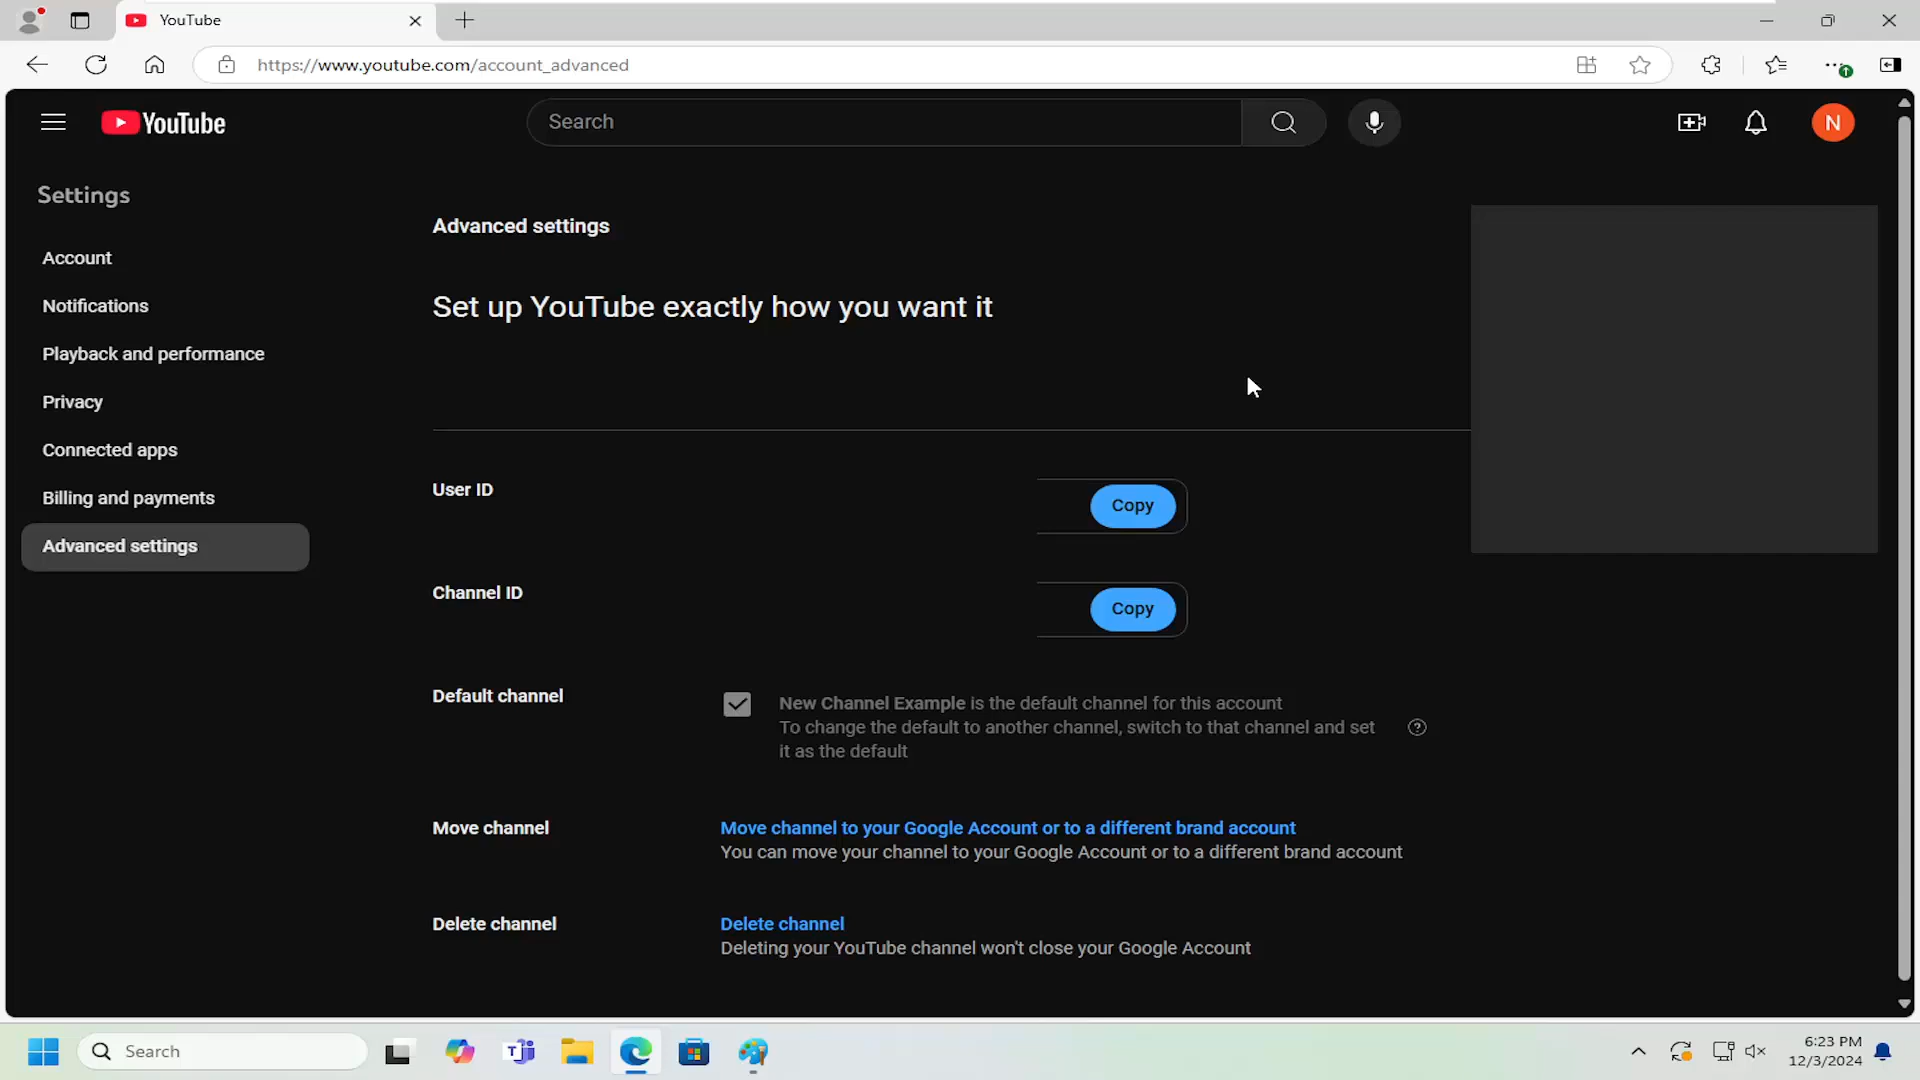 YouTube
https://www.youtube.com/account_advanced
YouTube
Search
N
Settings
Account
Notifications
Playback and performance
Privacy
Connected apps
Billing and payments
Advanced settings
Advanced settings
Set up YouTube exactly how you want it
User ID
Copy
Channel ID
Copy
Default channel
New Channel Example is the default channel for this account
To change the default to another channel, switch to that channel and set
it as the default
Move channel
Move channel to your Google Account or to a different brand account
You can move your channel to your Google Account or to a different brand account
Delete channel
Delete channel
Deleting your YouTube channel won't close your Google Account
Search
6:23 PM
12/3/2024